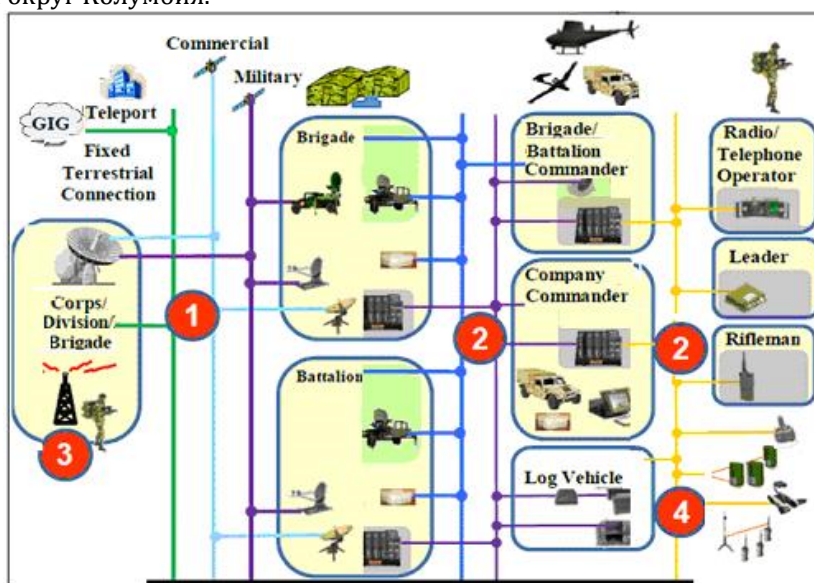 округ Колумбия.
Commercial
Military
Teleport
GIG
Fixed
Terrestrial
Connection
Brigade
Brigade/
Battalion
Commander
Radio/
Telephone
Operator
Corps/
Division/
Brigade
1
Company
Commander
Leader
2
2
Rifleman
Battalion
3
Log Vehicle
4